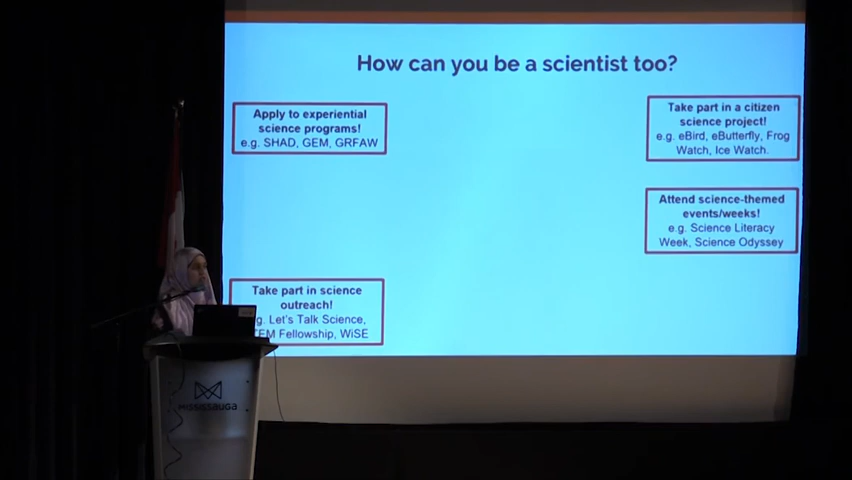 How can you be a scientist too?
Apply to experiential
science programs!
e.g. SHAD, GEM, GRFAW
Take part in a citizen
science project!
e.g. eBird, eButterfly, Frog
Watch, Ice Watch.
Attend science-themed
events/weeks!
e.g. Science Literacy
Week, Science Odyssey
Take part in science
outreach!
g. Let's Talk Science,
TEM Fellowship, WiSE
MISSISSAUGA